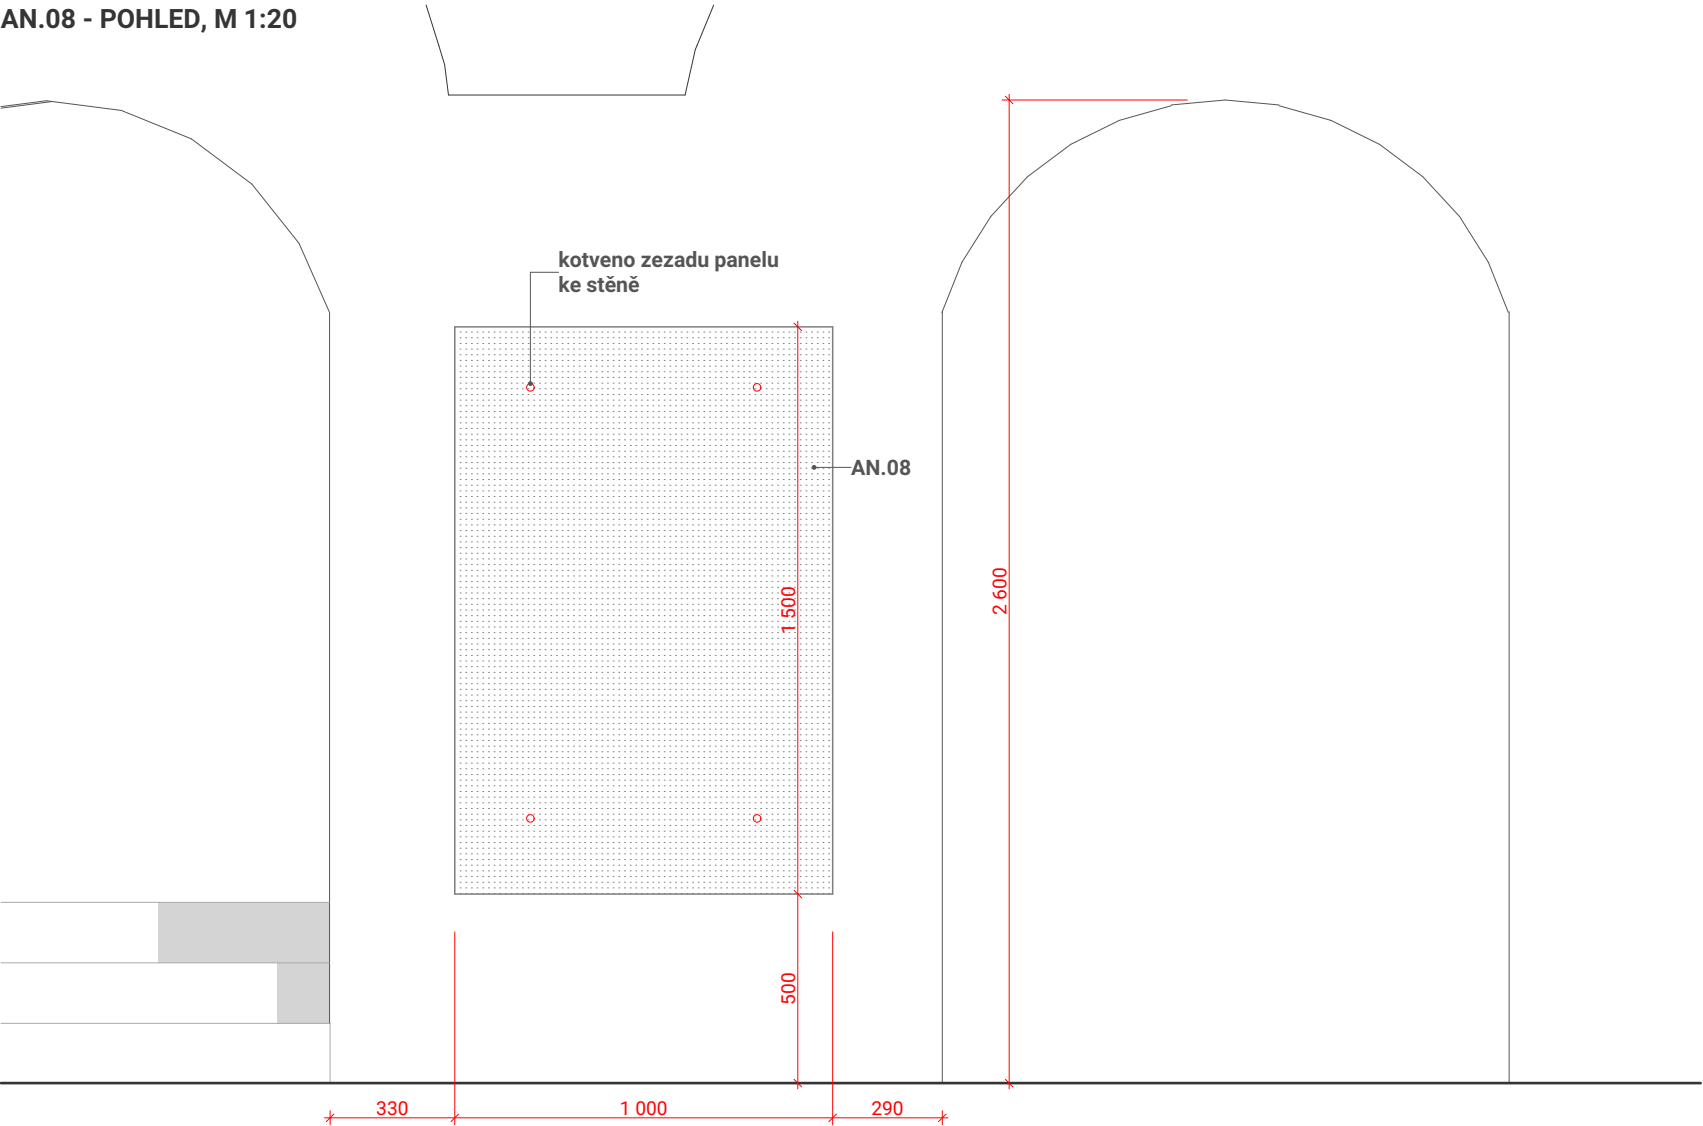 AN.08 - POHLED, M 1:20
kotveno zezadu panelu
ke stěně
AN.08
1 500
2 600
500
330
1 000
290